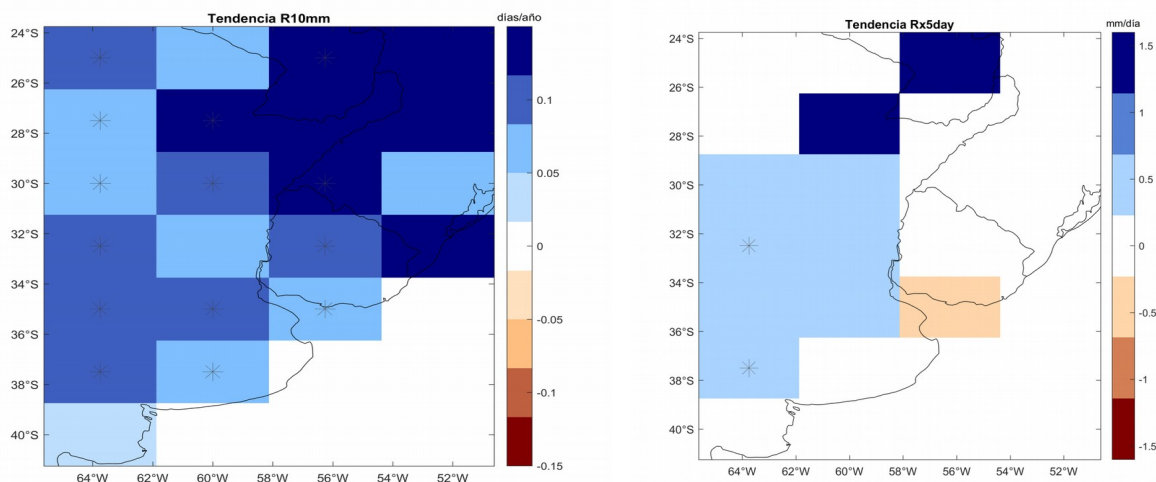 Tendencia R10mm
días/año
24°S
26°S
28°S
30°S
32°S
34°S
36°S
38°S
40°S
64°W 62°W 60°W 58°W 56°W 54°W 52°W
0.1
0.05
0
-0.05
-0.1
-0.15
Tendencia Rx5day
mm/dia
24°S
26°S
28°S
30°S
32°S
34°S
36°S
38°S
40°S
64°W 62°W 60°W 58°W 56°W 54°W 52°W
1.5
1
0.5
0
-0.5
-1
-1.5